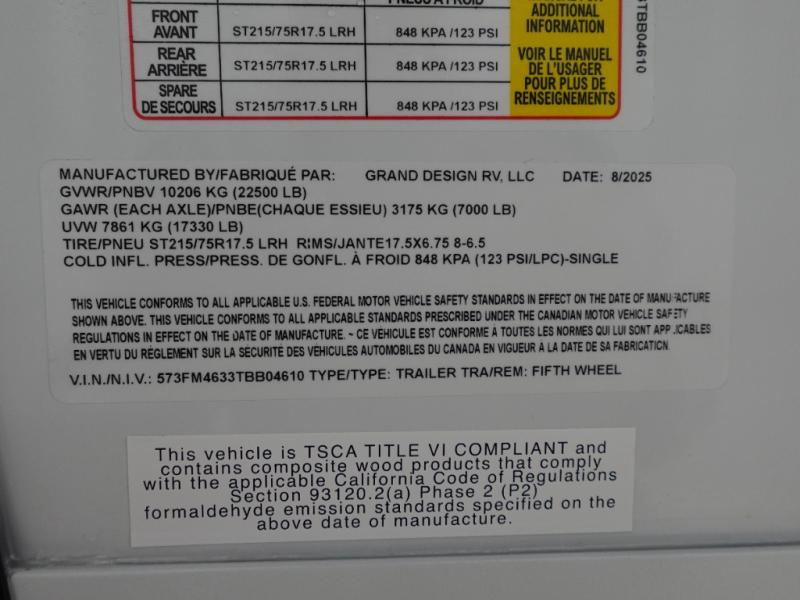 PNEUS À FROID
ADDITIONAL
INFORMATION
FRONT
AVANT ST215/75R17.5 LRH 848 KPA /123 PSI
REAR
ARRIÈRE ST215/75R17.5 LRH 848 KPA /123 PSI
SPARE
DE SECOURS ST215/75R17.5 LRH 848 KPA /123 PSI
VOIR LE MANUEL
DE L'USAGER
POUR PLUS DE
RENSEIGNEMENTS
TBB04610
MANUFACTURED BY/FABRIQUÉ PAR: GRAND DESIGN RV, LLC DATE: 8/2025
GVWR/PNBV 10206 KG (22500 LB)
GAWR (EACH AXLE)/PNBE(CHAQUE ESSIEU) 3175 KG (7000 LB)
UVW 7861 KG (17330 LB)
TIRE/PNEU ST215/75R17.5 LRH RIMS/JANTE17.5X6.75 8-6.5
COLD INFL. PRESS/PRESS. DE GONFL. À FROID 848 KPA (123 PSI/LPC)-SINGLE
THIS VEHICLE CONFORMS TO ALL APPLICABLE U.S. FEDERAL MOTOR VEHICLE SAFETY STANDARDS IN EFFECT ON THE DATE OF MANUFACTURE
SHOWN ABOVE. THIS VEHICLE CONFORMS TO ALL APPLICABLE STANDARDS PRESCRIBED UNDER THE CANADIAN MOTOR VEHICLE SAFETY
REGULATIONS IN EFFECT ON THE DATE OF MANUFACTURE. ~ CE VÉHICULE EST CONFORME À TOUTES LES NORMES QUI LUI SONT APPLICABLES
EN VERTU DU RÉGLEMENT SUR LA SÉCURITÉ DES VÉHICULES AUTOMOBILES DU CANADA EN VIGUEUR À LA DATE DE SA FABRICATION.
V.I.N./N.I.V.: 573FM4633TBB04610 TYPE/TYPE: TRAILER TRA/REM: FIFTH WHEEL
This vehicle is TSCA TITLE VI COMPLIANT and
contains composite wood products that comply
with the applicable California Code of Regulations
Section 93120.2(a) Phase 2 (P2)
formaldehyde emission standards specified on the
above date of manufacture.